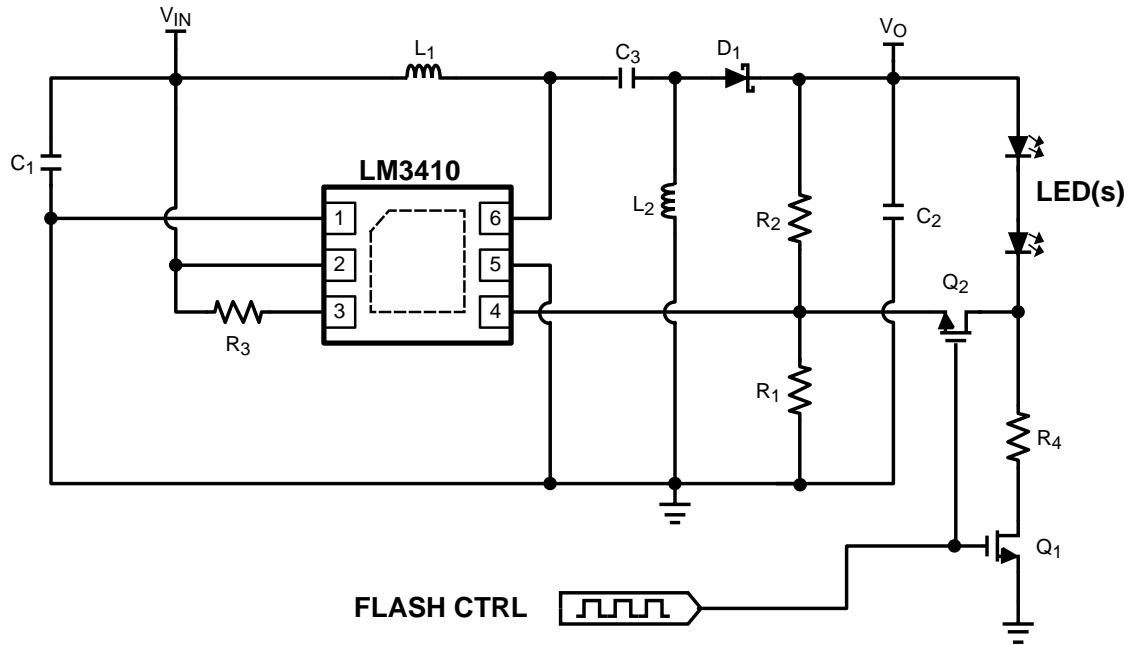 VIN
VO
L1
C3
D1
C1
LM3410
LED(s)
1
6
L2
R2
C2
2
5
Q2
3
4
R3
R1
R4
Q1
FLASH CTRL